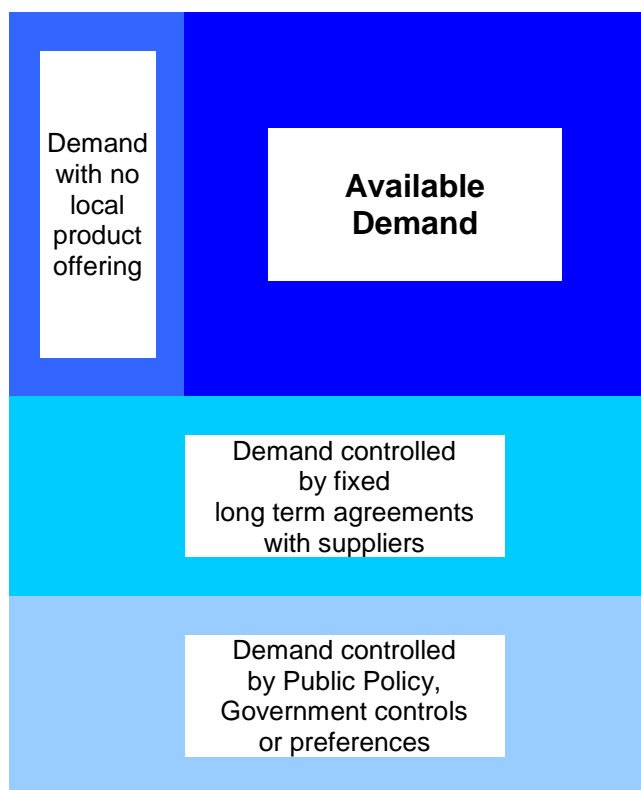 Demand
with no
local
product
offering
Available
Demand
Demand controlled
by fixed
long term agreements
with suppliers
Demand controlled
by Public Policy,
Government controls
or preferences